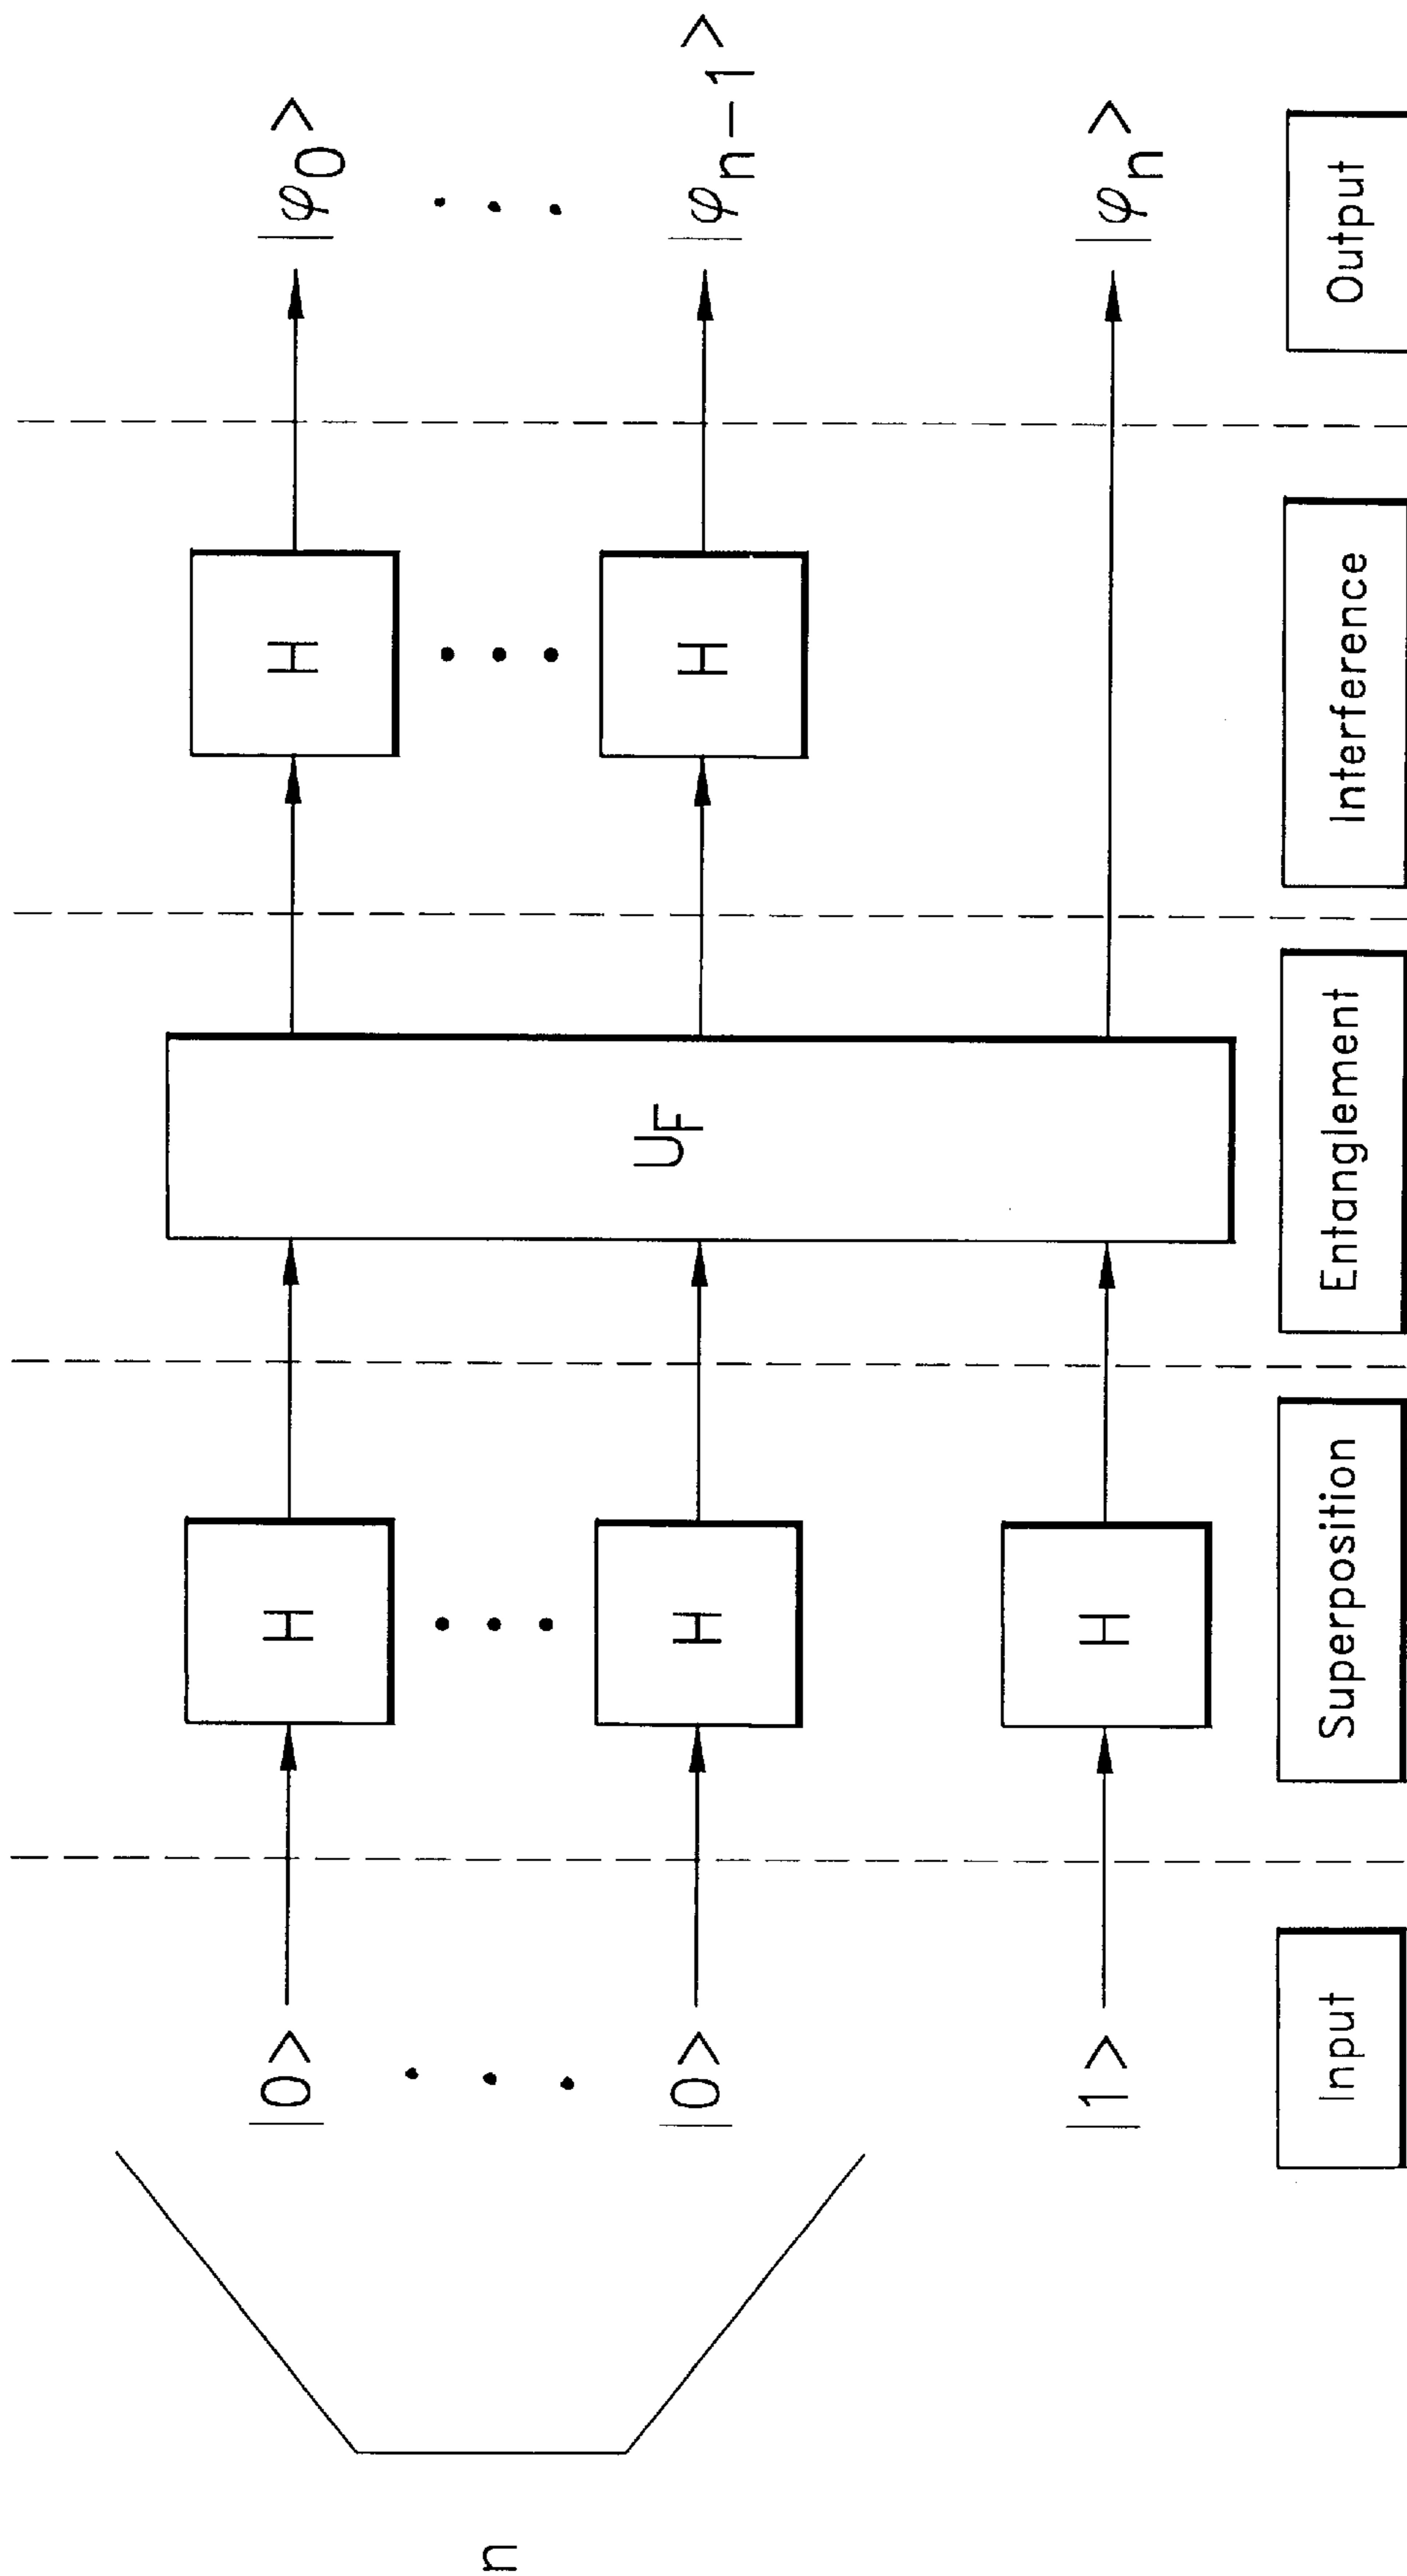 n
|0> H H |φ0>
|0> H UF H |φn-1>
|1> H |φn>
Input Superposition Entanglement Interference Output